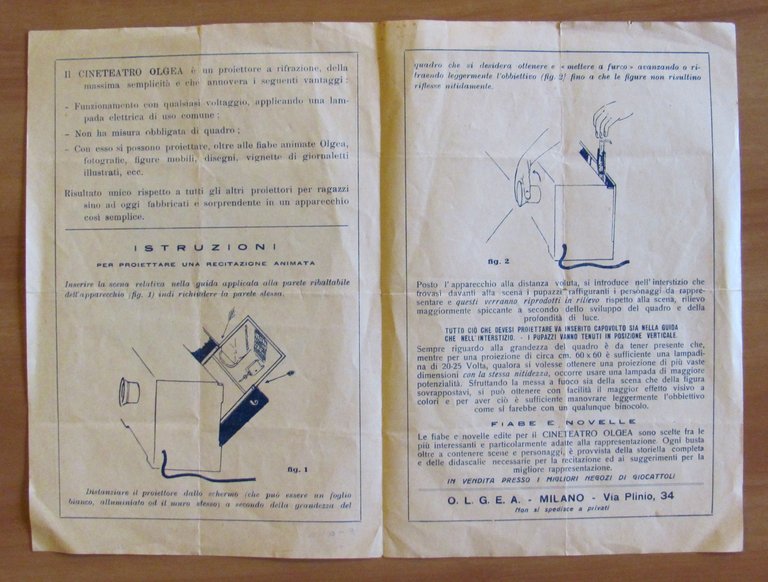 Il CINETEATRO OLGEA è un proiettore a rifrazione, della
massima semplicità e che annovera i seguenti vantaggi:
- Funzionamento con qualsiasi voltaggio, applicando una lam-
pada elettrica di uso comune;
- Non ha misura obbligata di quadro;
- Con esso si possono proiettare, oltre alle fiabe animate Olgea,
fotografie, figure mobili, disegni, vignette di giornaletti
illustrati, ecc.
Risultato unico rispetto a tutti gli altri proiettori per ragazzi
sino ad oggi fabbricati e sorprendente in un apparecchio
così semplice.
ISTRUZIONI
PER PROIETTARE UNA RECITAZIONE ANIMATA
Inserire la scena relativa nella guida applicata alla parete ribaltabile
dell'apparecchio (fig. 1) indi richiudere la parete stessa.
fig. 1
Distanziare il proiettore dallo schermo (che può essere un foglio
bianco, alluminiato od il muro stesso) a secondo della grandezza del
quadro che si desidera ottenere e « mettere a fuoco » avanzando o ri-
traendo leggermente l'obbiettivo (fig. 2) fino a che le figure non risultino
riflesse nitidamente.
fig. 2
Posto l'apparecchio alla distanza voluta, si introduce nell'interstizio che
trovasi davanti alla scena i pupazzi raffiguranti i personaggi da rappre-
sentare e questi verranno riprodotti in rilievo rispetto alla scena, rilievo
maggiormente spiccante a secondo dello sviluppo del quadro e della
profondità di luce.
TUTTO CIÒ CHE DEVESI PROIETTARE VA INSERITO CAPOVOLTO SIA NELLA GUIDA
CHE NELL'INTERSTIZIO. - I PUPAZZI VANNO TENUTI IN POSIZIONE VERTICALE.
Sempre riguardo alla grandezza del quadro è da tener presente che,
mentre per una proiezione di circa cm. 60 x 60 è sufficiente una lampadi-
na di 20-25 Volta, qualora si volesse ottenere una proiezione di più vaste
dimensioni con la stessa nitidezza, occorre usare una lampada di maggiore
potenzialità. Sfruttando la messa a fuoco sia della scena che della figura
sovrappostavi, si può ottenere con facilità il maggior effetto visivo a
colori e per aver ciò è sufficiente manovrare leggermente l'obbiettivo
come si farebbe con un qualunque binocolo.
FIABE E NOVELLE
Le fiabe e novelle edite per il CINETEATRO OLGEA sono scelte fra le
più interessanti e particolarmente adatte alla rappresentazione. Ogni busta
oltre a contenere scene e personaggi, è provvista della storiella completa
e delle didascalie necessarie per la recitazione ed ai suggerimenti per la
migliore rappresentazione.
IN VENDITA PRESSO I MIGLIORI NEGOZI DI GIOCATTOLI
O. L. G. E. A. - MILANO - Via Plinio, 34
Non si spedisce a privati